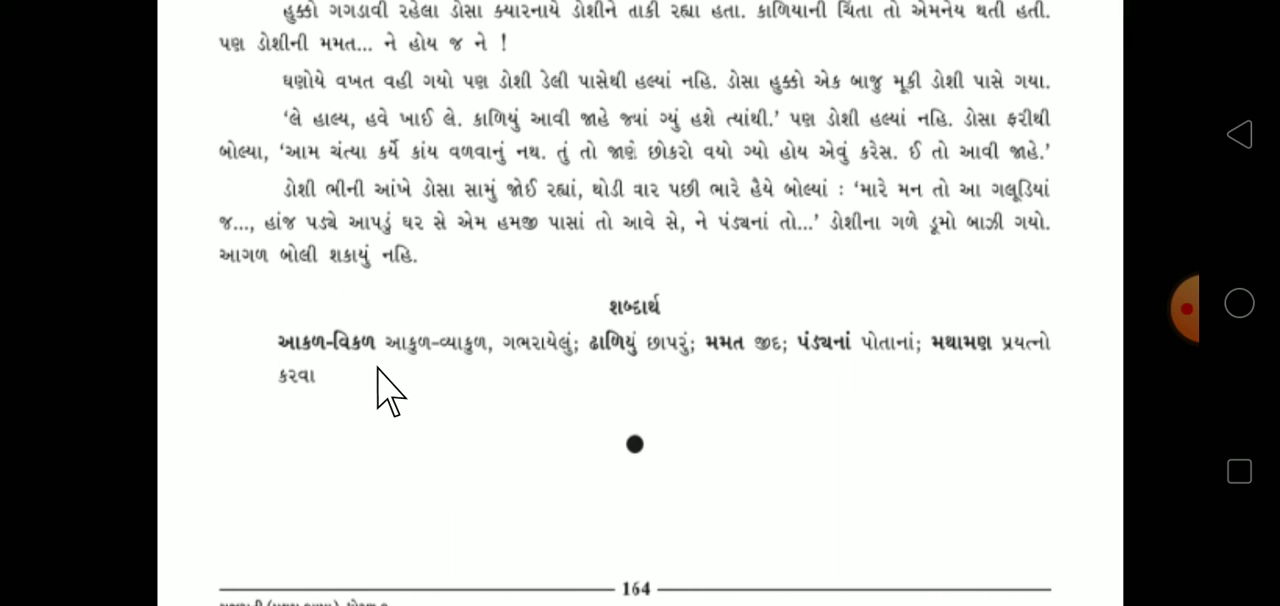 હુક્કો ગગડાવી રહેલા ડોસા ક્યારનાયે ડોશીને તાકી રહ્યા હતા. કાળિયાની ચિંતા તો એમનેય થતી હતી.
પણ ડોશીની મમત... ને હોય જ ને !
ઘણોયે વખત વહી ગયો પણ ડોશી ડેલી પાસેથી હલ્યાં નહિ. ડોસા હુક્કો એક બાજુ મૂકી ડોશી પાસે ગયા.
‘લે હાલ્ય, હવે ખાઈ લે. કાળિયું આવી જાહે જ્યાં ગ્યું હશે ત્યાંથી.’ પણ ડોશી હલ્યાં નહિ. ડોસા ફરીથી
બોલ્યા, ‘આમ ચંત્યા કર્યે કાંય વળવાનું નથ. તું તો જાણે છોકરો વયો ગ્યો હોય એવું કરેસ. ઈ તો આવી જાહે.’
ડોશી ભીની આંખે ડોસા સામું જોઈ રહ્યાં, થોડી વાર પછી ભારે હૈયે બોલ્યાં : ‘મારે મન તો આ ગલૂડિયાં
જ..., હાંજ પડ્યે આપડું ઘર સે એમ હમજી પાસાં તો આવે સે, ને પંડ્યનાં તો...’ ડોશીના ગળે ડૂમો બાઝી ગયો.
આગળ બોલી શકાયું નહિ.
શબ્દાર્થ
આકળ-વિકળ આકુળ-વ્યાકુળ, ગભરાયેલું; ઢાળિયું છાપરું; મમત જીદ; પંડ્યનાં પોતાનાં; મથામણ પ્રયત્નો
કરવા
164